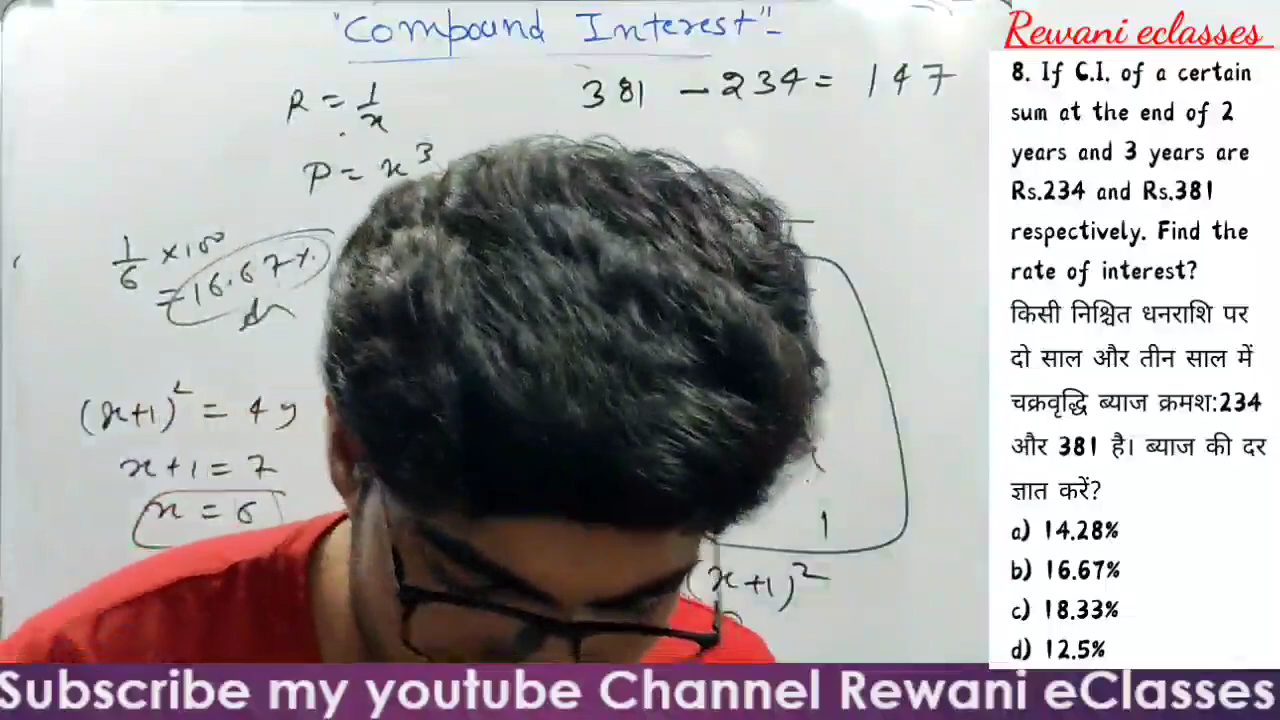 "Compound Interest"-
R = 1/x
381 - 234 = 147
P = x³
1/6 × 100
= 16.67%
(x+1)² = 49
x+1 = 7
x = 6
1
(x+1)²
Rewani eclasses
8. If C.I. of a certain
sum at the end of 2
years and 3 years are
Rs.234 and Rs.381
respectively. Find the
rate of interest?
किसी निश्चित धनराशि पर
दो साल और तीन साल में
चक्रवृद्धि ब्याज क्रमश:234
और 381 है। ब्याज की दर
ज्ञात करें?
a) 14.28%
b) 16.67%
c) 18.33%
d) 12.5%
Subscribe my youtube Channel Rewani eClasses